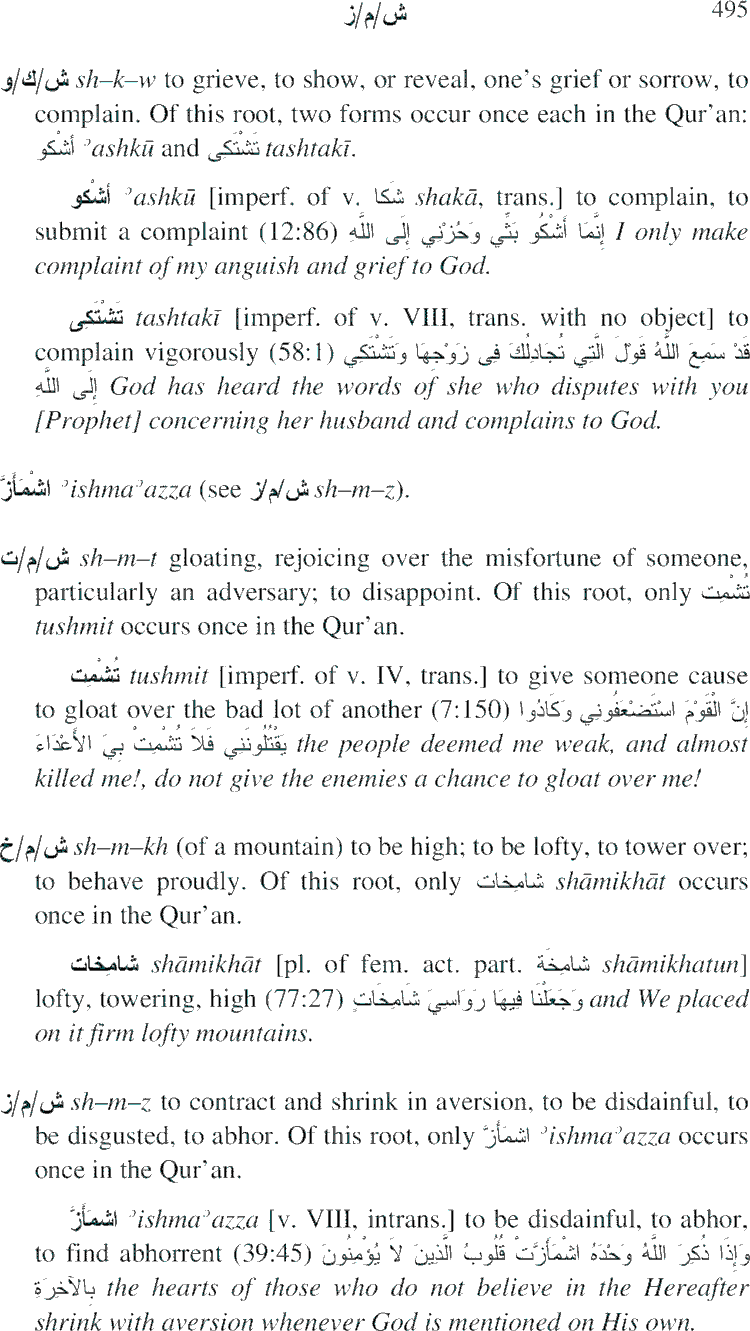 ش/م/ز 495
ش/ك/و sh–k–w to grieve, to show, or reveal, one’s grief or sorrow, to
complain. Of this root, two forms occur once each in the Qur’an:
أَشْكو ʾashkū and تَشْتَكِى tashtakī.
أَشْكو ʾashkū [imperf. of v. شَكا shakā, trans.] to complain, to
submit a complaint (12:86) إِنَّمَا أَشْكُو بَثِّي وَحُزْنِي إِلَى اللَّهِ I only make
complaint of my anguish and grief to God.
تَشْتَكِى tashtakī [imperf. of v. VIII, trans. with no object] to
complain vigorously (58:1) قَدْ سَمِعَ اللَّهُ قَوْلَ الَّتِي تُجَادِلُكَ فِى زَوْجِهَا وَتَشْتَكِي
إِلَى اللَّهِ God has heard the words of she who disputes with you
[Prophet] concerning her husband and complains to God.
اشْمَأَزَّ ʾishmaʾazza (see ش/م/ز sh–m–z).
ش/م/ت sh–m–t gloating, rejoicing over the misfortune of someone,
particularly an adversary; to disappoint. Of this root, only تُشْمِت
tushmit occurs once in the Qur’an.
تُشْمِت tushmit [imperf. of v. IV, trans.] to give someone cause
to gloat over the bad lot of another (7:150) إِنَّ الْقَوْمَ اسْتَضْعَفُونِي وَكَادُوا
يَقْتُلُونَنِي فَلاَ تُشْمِتْ بِيَ الأَعْدَاءَ the people deemed me weak, and almost
killed me!, do not give the enemies a chance to gloat over me!
ش/م/خ sh–m–kh (of a mountain) to be high; to be lofty, to tower over;
to behave proudly. Of this root, only شامِخات shāmikhāt occurs
once in the Qur’an.
شامِخات shāmikhāt [pl. of fem. act. part. شامِخَة shāmikhatun]
lofty, towering, high (77:27) وَجَعَلْنَا فِيهَا رَوَاسِيَ شَامِخَاتٍ and We placed
on it firm lofty mountains.
ش/م/ز sh–m–z to contract and shrink in aversion, to be disdainful, to
be disgusted, to abhor. Of this root, only اشمَأَزَّ ʾishmaʾazza occurs
once in the Qur’an.
اشمَأَزَّ ʾishmaʾazza [v. VIII, intrans.] to be disdainful, to abhor,
to find abhorrent (39:45) وَإِذَا ذُكِرَ اللَّهُ وَحْدَهُ اشْمَأَزَّتْ قُلُوبُ الَّذِينَ لاَ يُؤْمِنُونَ
بِالآخِرَةِ the hearts of those who do not believe in the Hereafter
shrink with aversion whenever God is mentioned on His own.